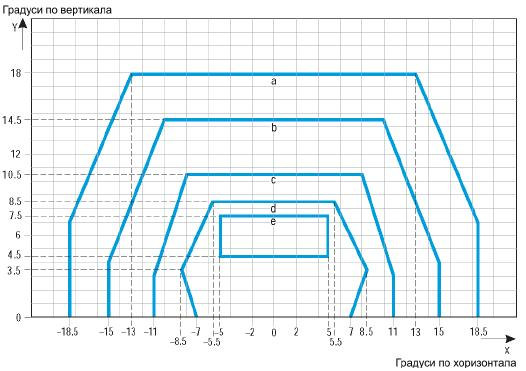 Градуси по вертикала
Y
18
a
14.5
b
12
10.5
c
8.5
d
7.5
e
6
4.5
3.5
0
-18.5 -15 -13 -11 -7 -5 -2 0 2 5 7 8.5 11 13 15 18.5
-8.5 -5.5 5.5
X
Градуси по хоризонтала